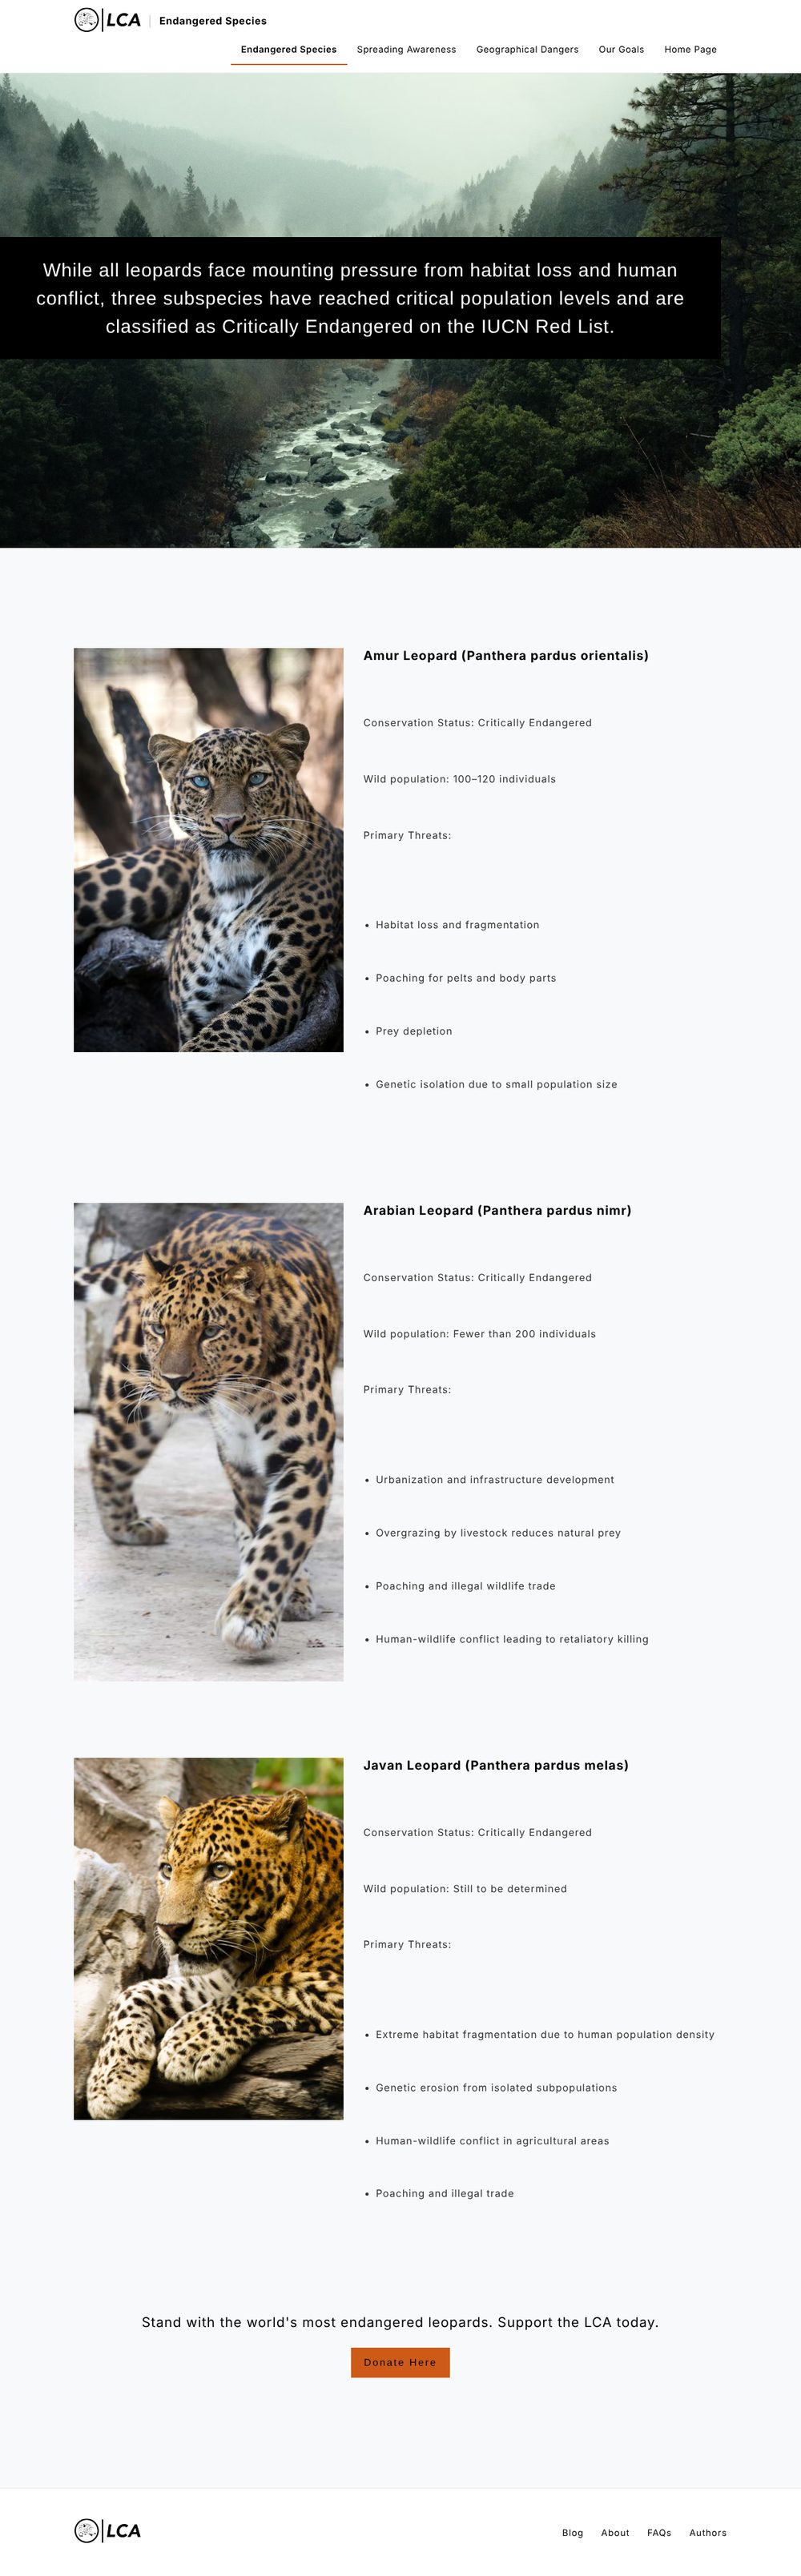 LCA
Endangered Species
Endangered Species
Spreading Awareness
Geographical Dangers
Our Goals
Home Page
While all leopards face mounting pressure from habitat loss and human
conflict, three subspecies have reached critical population levels and are
classified as Critically Endangered on the IUCN Red List.
Amur Leopard (Panthera pardus orientalis)
Conservation Status: Critically Endangered
Wild population: 100–120 individuals
Primary Threats:
• Habitat loss and fragmentation
• Poaching for pelts and body parts
• Prey depletion
• Genetic isolation due to small population size
Arabian Leopard (Panthera pardus nimr)
Conservation Status: Critically Endangered
Wild population: Fewer than 200 individuals
Primary Threats:
• Urbanization and infrastructure development
• Overgrazing by livestock reduces natural prey
• Poaching and illegal wildlife trade
• Human-wildlife conflict leading to retaliatory killing
Javan Leopard (Panthera pardus melas)
Conservation Status: Critically Endangered
Wild population: Still to be determined
Primary Threats:
• Extreme habitat fragmentation due to human population density
• Genetic erosion from isolated subpopulations
• Human-wildlife conflict in agricultural areas
• Poaching and illegal trade
Stand with the world's most endangered leopards. Support the LCA today.
Donate Here
LCA
Blog
About
FAQs
Authors